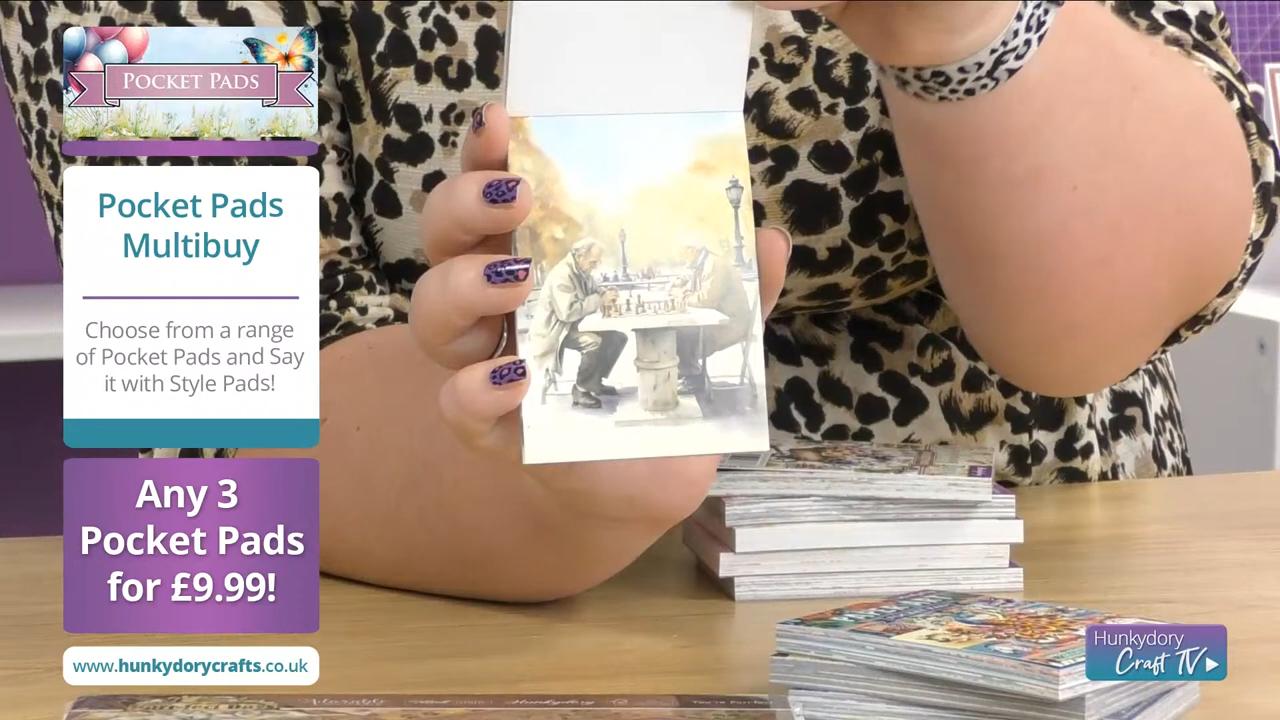 POCKET PADS
Pocket Pads
Multibuy
Choose from a range
of Pocket Pads and Say
it with Style Pads!
Any 3
Pocket Pads
for £9.99!
www.hunkydorycrafts.co.uk
Hunkydory
Craft TV
Hunkydory